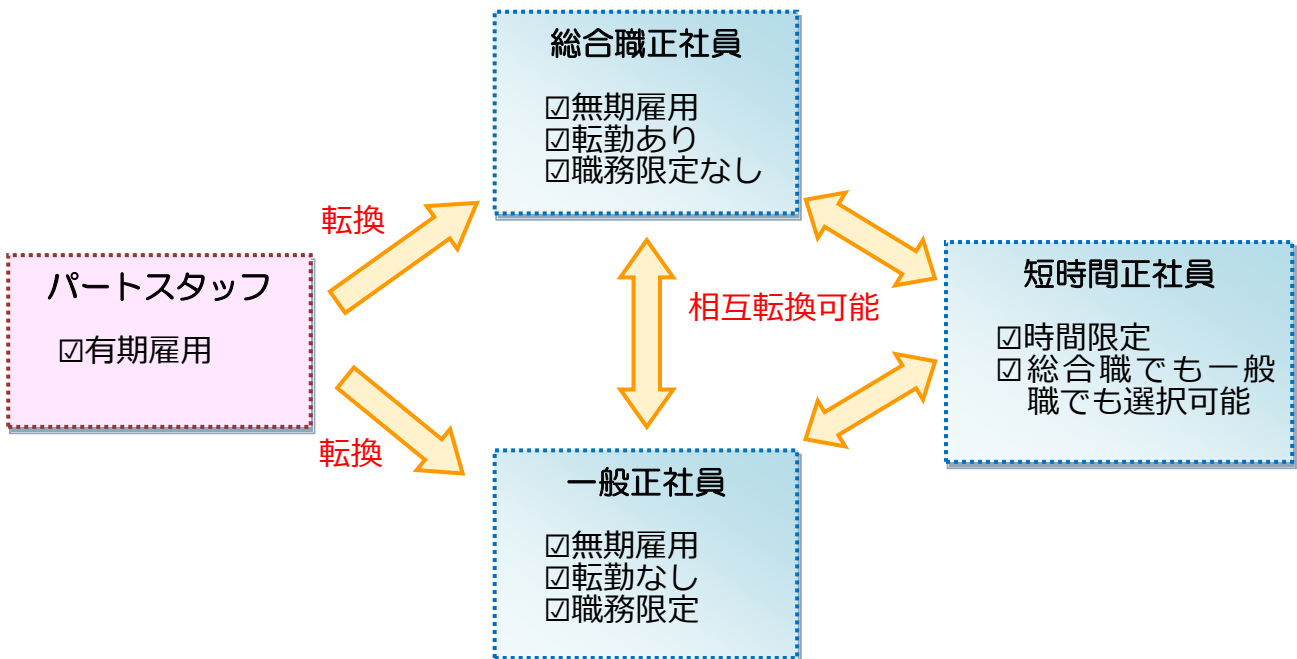 総合職正社員
☑無期雇用
☑転勤あり
☑職務限定なし
転換
パートスタッフ
☑有期雇用
転換
相互転換可能
短時間正社員
☑時間限定
☑総合職でも一般
職でも選択可能
一般正社員
☑無期雇用
☑転勤なし
☑職務限定